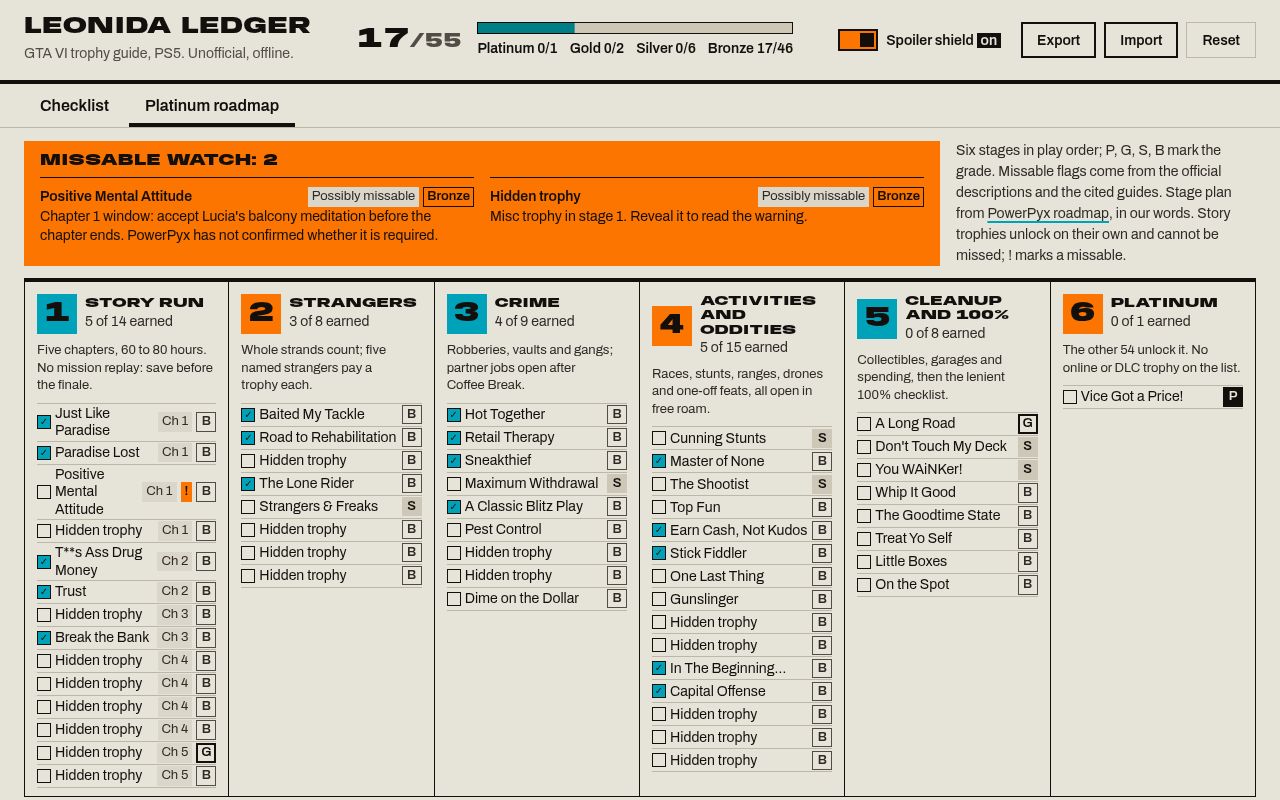 LEONIDA LEDGER
GTA VI trophy guide, PS5. Unofficial, offline.
17/55
Platinum 0/1 Gold 0/2 Silver 0/6 Bronze 17/46
Spoiler shield on
Export
Import
Reset
Checklist
Platinum roadmap
MISSABLE WATCH: 2
Positive Mental Attitude Possibly missable Bronze
Chapter 1 window: accept Lucia's balcony meditation before the
chapter ends. PowerPyx has not confirmed whether it is required.
Hidden trophy Possibly missable Bronze
Misc trophy in stage 1. Reveal it to read the warning.
Six stages in play order; P, G, S, B mark the
grade. Missable flags come from the official
descriptions and the cited guides. Stage plan
from PowerPyx roadmap, in our words. Story
trophies unlock on their own and cannot be
missed; ! marks a missable.
1 STORY RUN
5 of 14 earned
Five chapters, 60 to 80 hours.
No mission replay: save before
the finale.
Just Like
Paradise Ch 1 B
Paradise Lost Ch 1 B
Positive
Mental
Attitude Ch 1 ! B
Hidden trophy Ch 1 B
T**s Ass Drug
Money Ch 2 B
Trust Ch 2 B
Hidden trophy Ch 3 B
Break the Bank Ch 3 B
Hidden trophy Ch 4 B
Hidden trophy Ch 4 B
Hidden trophy Ch 4 B
Hidden trophy Ch 4 B
Hidden trophy Ch 5 G
Hidden trophy Ch 5 B
2 STRANGERS
3 of 8 earned
Whole strands count; five
named strangers pay a
trophy each.
Baited My Tackle B
Road to Rehabilitation B
Hidden trophy B
The Lone Rider B
Strangers & Freaks S
Hidden trophy B
Hidden trophy B
Hidden trophy B
3 CRIME
4 of 9 earned
Robberies, vaults and gangs;
partner jobs open after
Coffee Break.
Hot Together B
Retail Therapy B
Sneakthief B
Maximum Withdrawal S
A Classic Blitz Play B
Pest Control B
Hidden trophy B
Hidden trophy B
Dime on the Dollar B
4 ACTIVITIES
AND
ODDITIES
5 of 15 earned
Races, stunts, ranges, drones
and one-off feats, all open in
free roam.
Cunning Stunts S
Master of None B
The Shootist S
Top Fun B
Earn Cash, Not Kudos B
Stick Fiddler B
One Last Thing B
Gunslinger B
Hidden trophy B
Hidden trophy B
In The Beginning... B
Capital Offense B
Hidden trophy B
Hidden trophy B
Hidden trophy B
5 CLEANUP
AND 100%
0 of 8 earned
Collectibles, garages and
spending, then the lenient
100% checklist.
A Long Road G
Don't Touch My Deck S
You WAiNKer! S
Whip It Good B
The Goodtime State B
Treat Yo Self B
Little Boxes B
On the Spot B
6 PLATINUM
0 of 1 earned
The other 54 unlock it. No
online or DLC trophy on the list.
Vice Got a Price! P